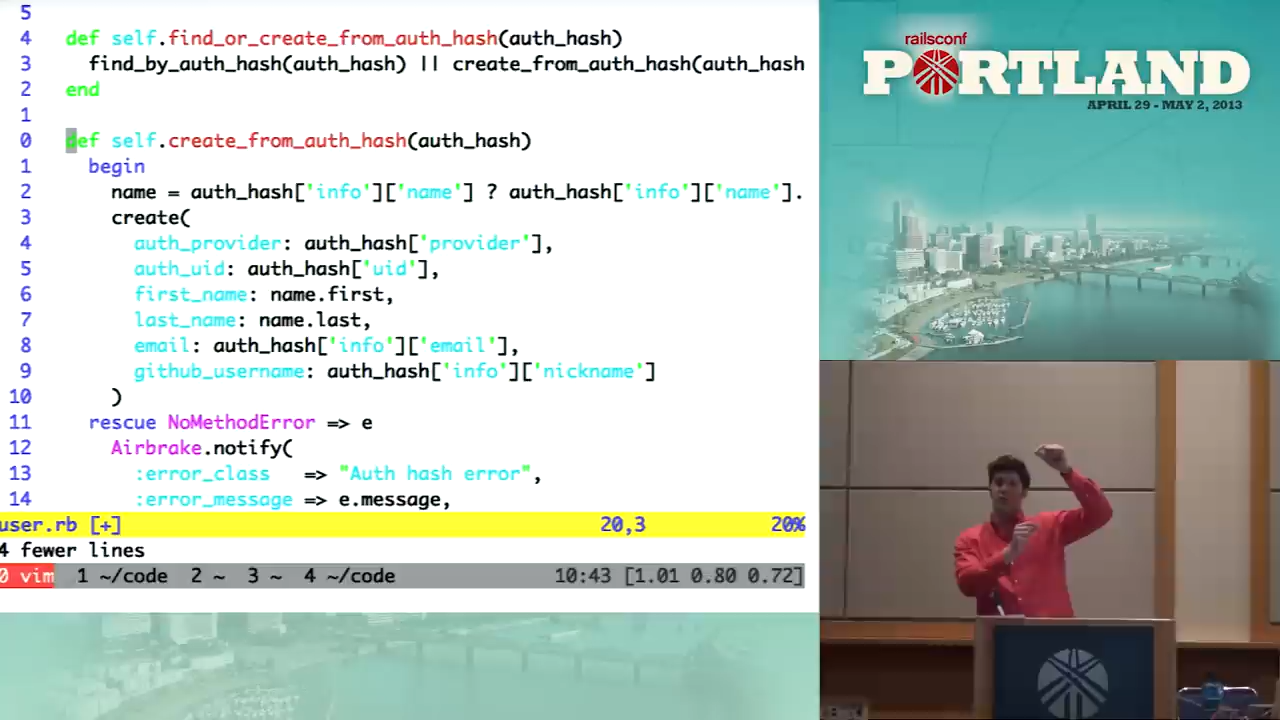 5
4 def self.find_or_create_from_auth_hash(auth_hash)
3 find_by_auth_hash(auth_hash) || create_from_auth_hash(auth_hash
2 end
1
0 def self.create_from_auth_hash(auth_hash)
1 begin
2 name = auth_hash['info']['name'] ? auth_hash['info']['name'].
3 create(
4 auth_provider: auth_hash['provider'],
5 auth_uid: auth_hash['uid'],
6 first_name: name.first,
7 last_name: name.last,
8 email: auth_hash['info']['email'],
9 github_username: auth_hash['info']['nickname']
10 )
11 rescue NoMethodError => e
12 Airbrake.notify(
13 :error_class => "Auth hash error",
14 :error_message => e.message,
user.rb [+] 20,3 20%
4 fewer lines
0 vim 1 ~/code 2 ~ 3 ~ 4 ~/code 10:43 [1.01 0.80 0.72]
railsconf
PORTLAND
APRIL 29 - MAY 2, 2013